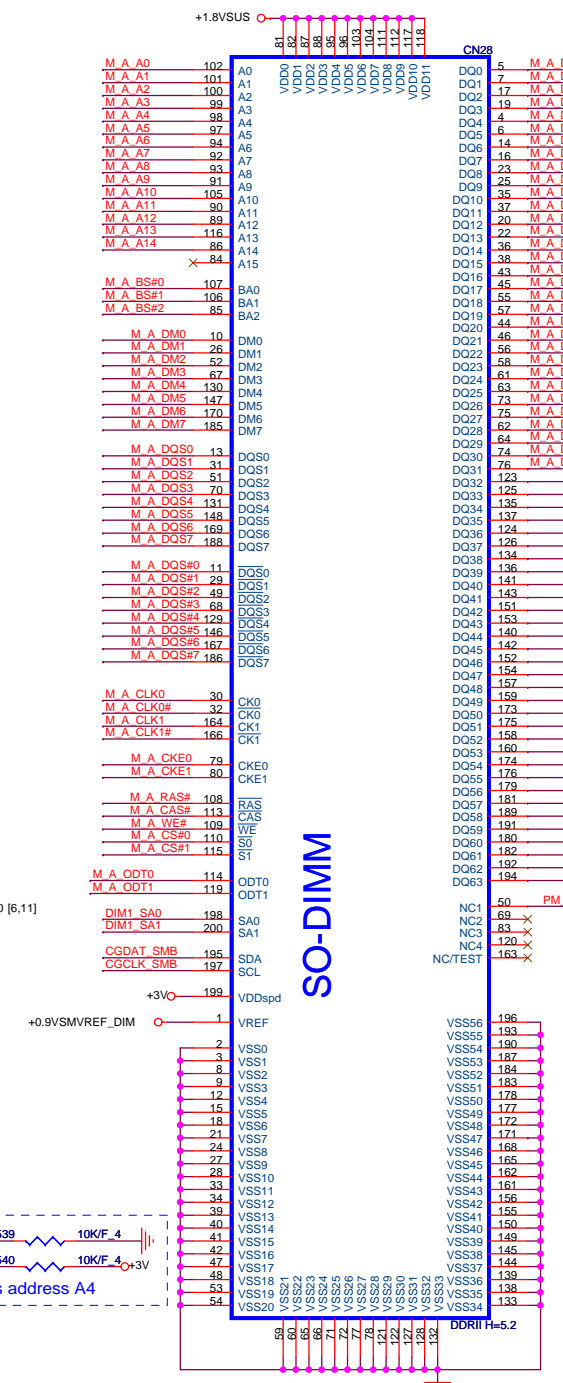 +1.8VSUS
81 82 87 88 95 96 103 104 111 112 117 118
CN28
VDD0 VDD1 VDD2 VDD3 VDD4 VDD5 VDD6 VDD7 VDD8 VDD9 VDD10 VDD11
M_A_A0 102 A0 DQ0 5
M_A_A1 101 A1 DQ1 7
M_A_A2 100 A2 DQ2 17
M_A_A3 99 A3 DQ3 19
M_A_A4 98 A4 DQ4 4
M_A_A5 97 A5 DQ5 6
M_A_A6 94 A6 DQ6 14
M_A_A7 92 A7 DQ7 16
M_A_A8 93 A8 DQ8 23
M_A_A9 91 A9 DQ9 25
M_A_A10 105 A10 DQ10 35
M_A_A11 90 A11 DQ11 37
M_A_A12 89 A12 DQ12 20
M_A_A13 116 A13 DQ13 22
M_A_A14 86 A14 DQ14 36
84 A15 DQ15 38
DQ16 43
M_A_BS#0 107 BA0 DQ17 45
M_A_BS#1 106 BA1 DQ18 55
M_A_BS#2 85 BA2 DQ19 57
DQ20 44
M_A_DM0 10 DM0 DQ21 46
M_A_DM1 26 DM1 DQ22 56
M_A_DM2 52 DM2 DQ23 58
M_A_DM3 67 DM3 DQ24 61
M_A_DM4 130 DM4 DQ25 63
M_A_DM5 147 DM5 DQ26 73
M_A_DM6 170 DM6 DQ27 75
M_A_DM7 185 DM7 DQ28 62
DQ29 64
M_A_DQS0 13 DQS0 DQ30 74
M_A_DQS1 31 DQS1 DQ31 76
M_A_DQS2 51 DQS2 DQ32 123
M_A_DQS3 70 DQS3 DQ33 125
M_A_DQS4 131 DQS4 DQ34 135
M_A_DQS5 148 DQS5 DQ35 137
M_A_DQS6 169 DQS6 DQ36 124
M_A_DQS7 188 DQS7 DQ37 126
DQ38 134
M_A_DQS#0 11 DQS0 DQ39 136
M_A_DQS#1 29 DQS1 DQ40 141
M_A_DQS#2 49 DQS2 DQ41 143
M_A_DQS#3 68 DQS3 DQ42 151
M_A_DQS#4 129 DQS4 DQ43 153
M_A_DQS#5 146 DQS5 DQ44 140
M_A_DQS#6 167 DQS6 DQ45 142
M_A_DQS#7 186 DQS7 DQ46 152
DQ47 154
DQ48 157
M_A_CLK0 30 CK0 DQ49 159
M_A_CLK0# 32 CK0 DQ50 173
M_A_CLK1 164 CK1 DQ51 175
M_A_CLK1# 166 CK1 DQ52 158
DQ53 160
M_A_CKE0 79 CKE0 DQ54 174
M_A_CKE1 80 CKE1 DQ55 176
DQ56 179
M_A_RAS# 108 RAS DQ57 181
M_A_CAS# 113 CAS DQ58 189
M_A_WE# 109 WE DQ59 191
M_A_CS#0 110 S0 DQ60 180
M_A_CS#1 115 S1 DQ61 182
DQ62 192
M_A_ODT0 114 ODT0 DQ63 194
M_A_ODT1 119 ODT1
SO-DIMM
NC1 50 PM
0 [6,11]
DIM1_SA0 198 SA0 NC2 69
DIM1_SA1 200 SA1 NC3 83
NC4 120
CGDAT_SMB 195 SDA NC/TEST 163
CGCLK_SMB 197 SCL
+3V 199 VDDspd
+0.9VSMVREF_DIM 1 VREF VSS56 196
VSS55 193
2 VSS0 VSS54 190
3 VSS1 VSS53 187
8 VSS2 VSS52 184
9 VSS3 VSS51 183
12 VSS4 VSS50 178
15 VSS5 VSS49 177
18 VSS6 VSS48 172
21 VSS7 VSS47 171
24 VSS8 VSS46 168
27 VSS9 VSS45 165
28 VSS10 VSS44 162
33 VSS11 VSS43 161
34 VSS12 VSS42 156
39 VSS13 VSS41 155
40 VSS14 VSS40 150
41 VSS15 VSS39 149
42 VSS16 VSS38 145
47 VSS17 VSS37 144
48 VSS18 VSS36 139
53 VSS19 VSS35 138
54 VSS20 VSS34 133
539 10K/F_4
540 10K/F_4 +3V
s address A4
VSS21 VSS22 VSS23 VSS24 VSS25 VSS26 VSS27 VSS28 VSS29 VSS30 VSS31 VSS32 VSS33
DDRII H=5.2
59 60 65 66 71 72 77 78 121 122 127 128 132